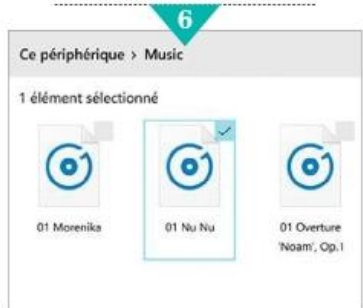 6
Ce périphérique > Music
1 élément sélectionné
01 Morenika
01 Nu Nu
01 Overture
'Noam', Op.1